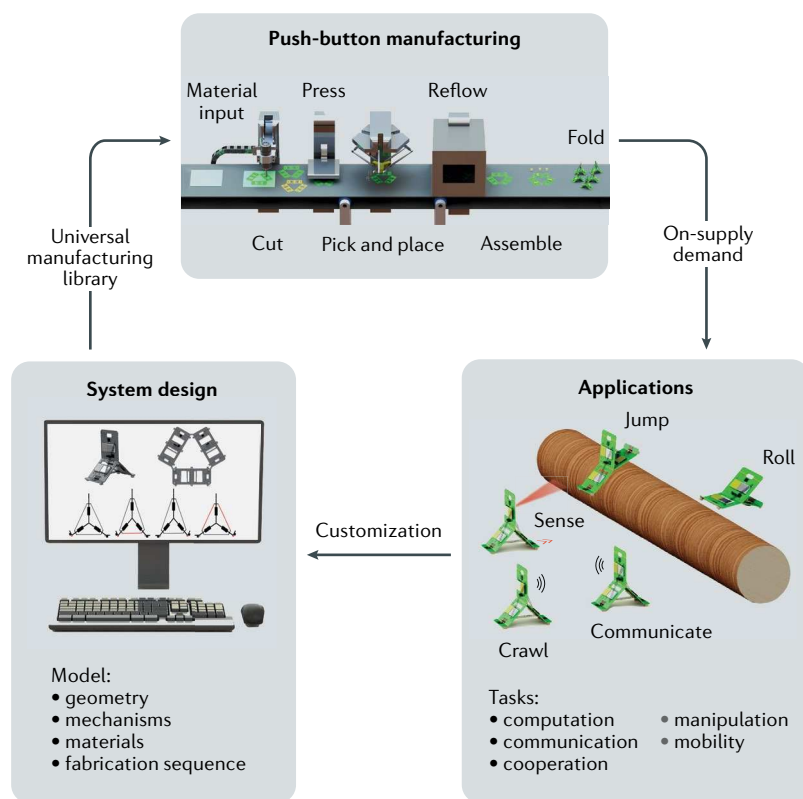 Push-button manufacturing
Material
input
Press
Reflow
Fold
Cut
Pick and place
Assemble
Universal
manufacturing
library
On-supply
demand
System design
Applications
Jump
Roll
Sense
Customization
Communicate
Crawl
Model:
• geometry
• mechanisms
• materials
• fabrication sequence
Tasks:
• computation
• communication
• cooperation
• manipulation
• mobility